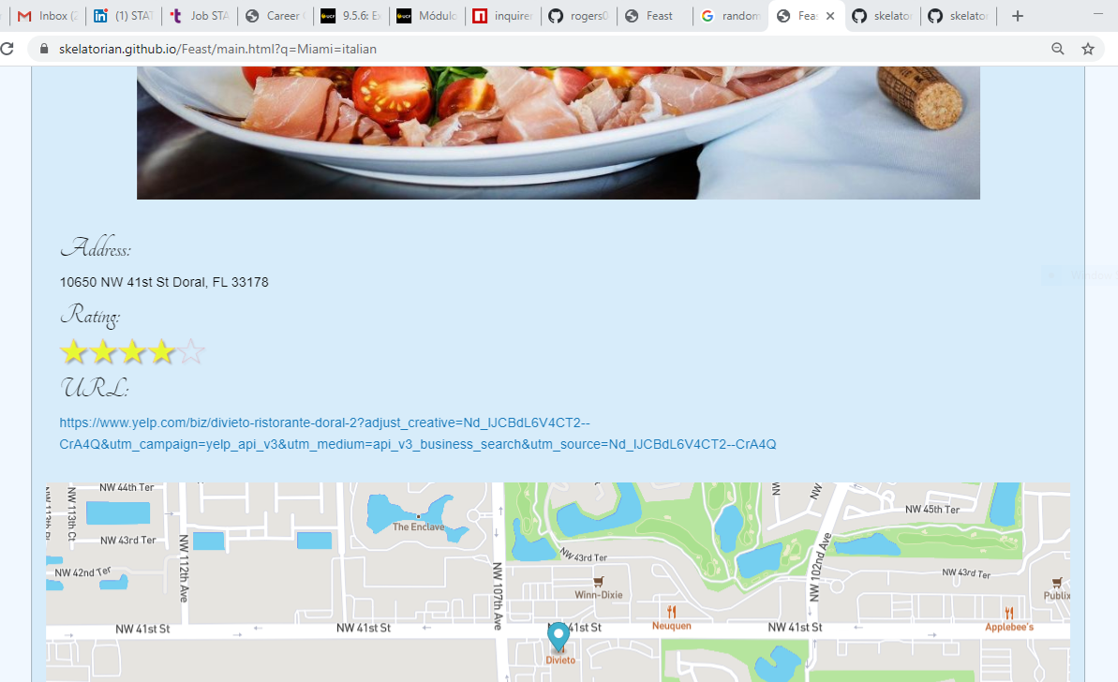 Inbox (
(1) STAT
Job STA
Career
9.5.6: E
Módulo
inquirer
rogers0
Feast
random
Feas
skelator
skelator
skelatorian.github.io/Feast/main.html?q=Miami=italian
Address:
10650 NW 41st St Doral, FL 33178
Rating:
URL:
https://www.yelp.com/biz/divieto-ristorante-doral-2?adjust_creative=Nd_IJCBdL6V4CT2--
CrA4Q&utm_campaign=yelp_api_v3&utm_medium=api_v3_business_search&utm_source=Nd_IJCBdL6V4CT2--CrA4Q
NW 44th Ter
NW 113th Ct
NW
NW
NW 45th Ter
The Enclave
NW 43rd Ter
NW 112th Ave
NW 43rd Ter
NW 102nd Ave
NW 42nd Ter
NW 107th Ave
NW 43rd Ter
Winn-Dixie
Publix
NW 41st St
NW 41st St
41st St
Neuquen
NW 41st St
Applebee's
Divieto